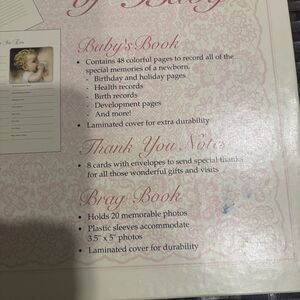 of Baby
Baby's Book
• Contains 48 colorful pages to record all of the
special memories of a newborn.
- Birthday and holiday pages
- Health records
- Birth records
- Development pages
- And more!
• Laminated cover for extra durability
Thank You Notes
• 8 cards with envelopes to send special thanks
for all those wonderful gifts and visits
Brag Book
• Holds 20 memorable photos
• Plastic sleeves accommodate
3.5" x 5" photos
• Laminated cover for durability